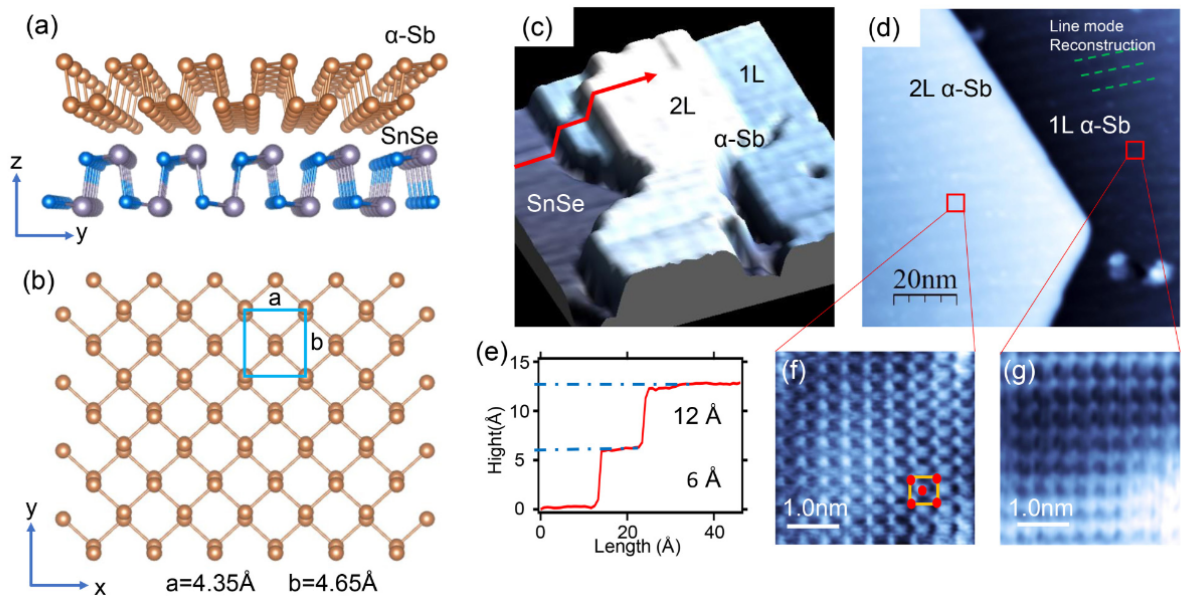 (a)
α-Sb
SnSe
z
y
(b)
a
b
y
x
a=4.35Å b=4.65Å
(c)
1L
2L
α-Sb
SnSe
(d)
Line mode
Reconstruction
2L α-Sb
1L α-Sb
20nm
(e)
15
10
5
0
Hight(Å)
12 Å
6 Å
0 20 40
Length (Å)
(f)
1.0nm
(g)
1.0nm